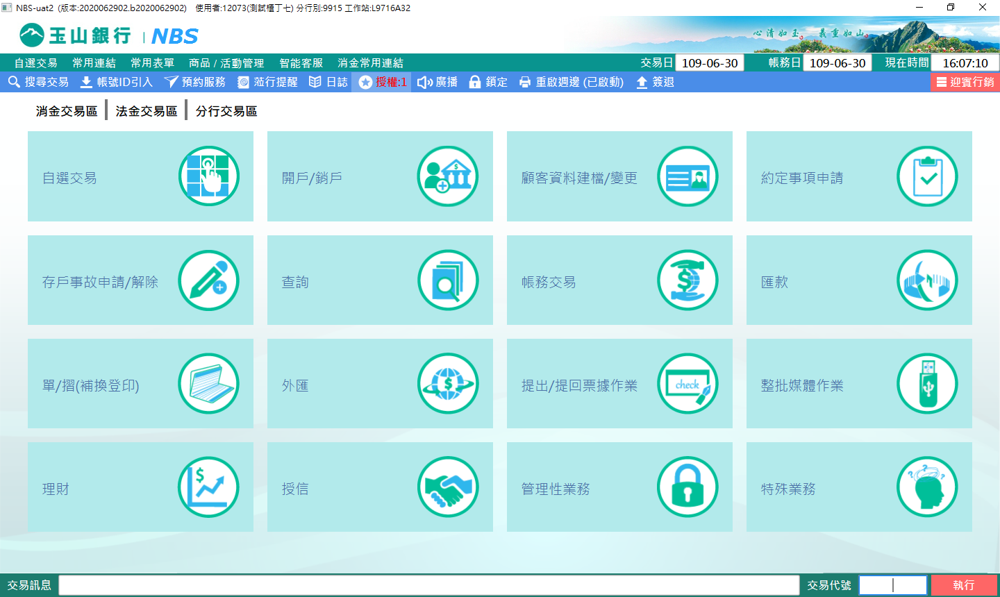 NBS-uat2 (版本:2020062902.b2020062902) 使用者:12073(測試櫃丁七) 分行別:9915 工作站:L9716A32
玉山銀行 | NBS
心清如玉。 義重如山。
自選交易 常用連結 常用表單 商品 / 活動管理 智能客服 消金常用連結 交易日 109-06-30 帳務日 109-06-30 現在時間 16:07:10
搜尋交易 帳號ID引入 預約服務 蒞行提醒 日誌 授權:1 廣播 鎖定 重啟週邊 (已啟動) 簽退 迎賓行銷
消金交易區 法金交易區 分行交易區
自選交易 開戶/銷戶 顧客資料建檔/變更 約定事項申請
存戶事故申請/解除 查詢 帳務交易 匯款
單/摺(補換登印) 外匯 提出/提回票據作業 check 整批媒體作業
理財 授信 管理性業務 特殊業務
交易訊息 交易代號 執行